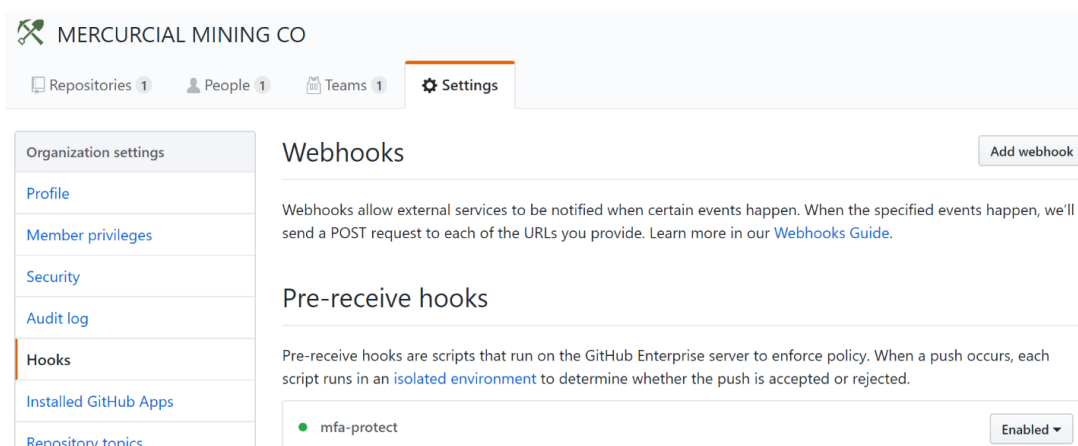 MERCURCIAL MINING CO
Repositories 1 People 1 Teams 1 Settings
Organization settings
Profile
Member privileges
Security
Audit log
Hooks
Installed GitHub Apps
Repository topics
Webhooks
Add webhook
Webhooks allow external services to be notified when certain events happen. When the specified events happen, we'll
send a POST request to each of the URLs you provide. Learn more in our Webhooks Guide.
Pre-receive hooks
Pre-receive hooks are scripts that run on the GitHub Enterprise server to enforce policy. When a push occurs, each
script runs in an isolated environment to determine whether the push is accepted or rejected.
mfa-protect
Enabled